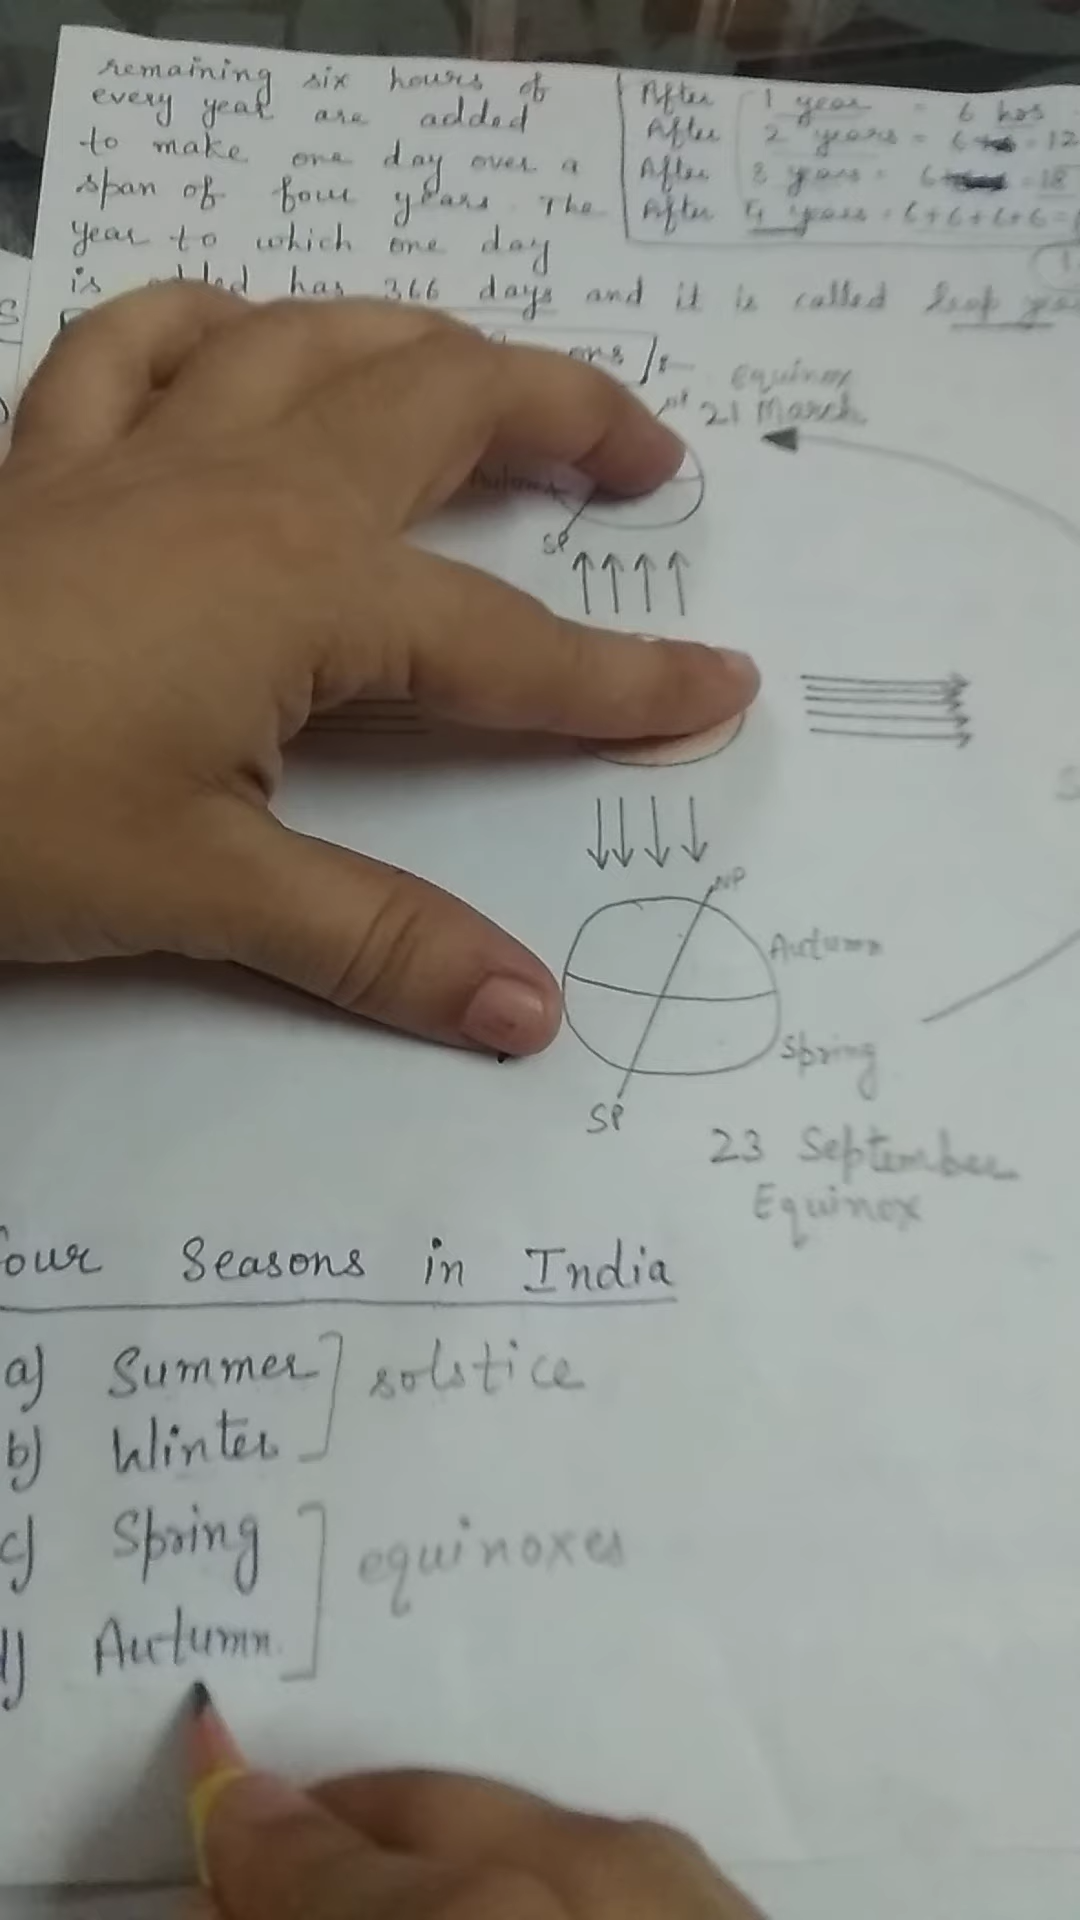 remaining six hours of
every year are added
to make one day over a
span of four years. The
year to which one day
is added has 366 days and it is called leap
After 1 year = 6 hrs
After 2 years = 6 12
After 3 years = 6 18
After 4 years = 6+6+6+6=
Equinox
21 March
SP
NP
Autumn
Spring
SP
23 September
Equinox
our Seasons in India
a) Summer ] solstice
b) Winter
c) Spring ] equinoxes
d) Autumn